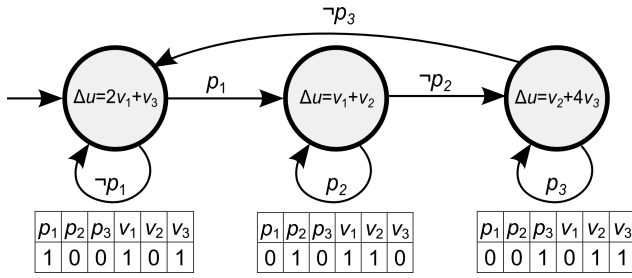 ¬p₃
Δu=2v₁+v₃
p₁
Δu=v₁+v₂
¬p₂
Δu=v₂+4v₃
¬p₁
p₂
p₃
p₁ p₂ p₃ v₁ v₂ v₃
1 0 0 1 0 1
p₁ p₂ p₃ v₁ v₂ v₃
0 1 0 1 1 0
p₁ p₂ p₃ v₁ v₂ v₃
0 0 1 0 1 1